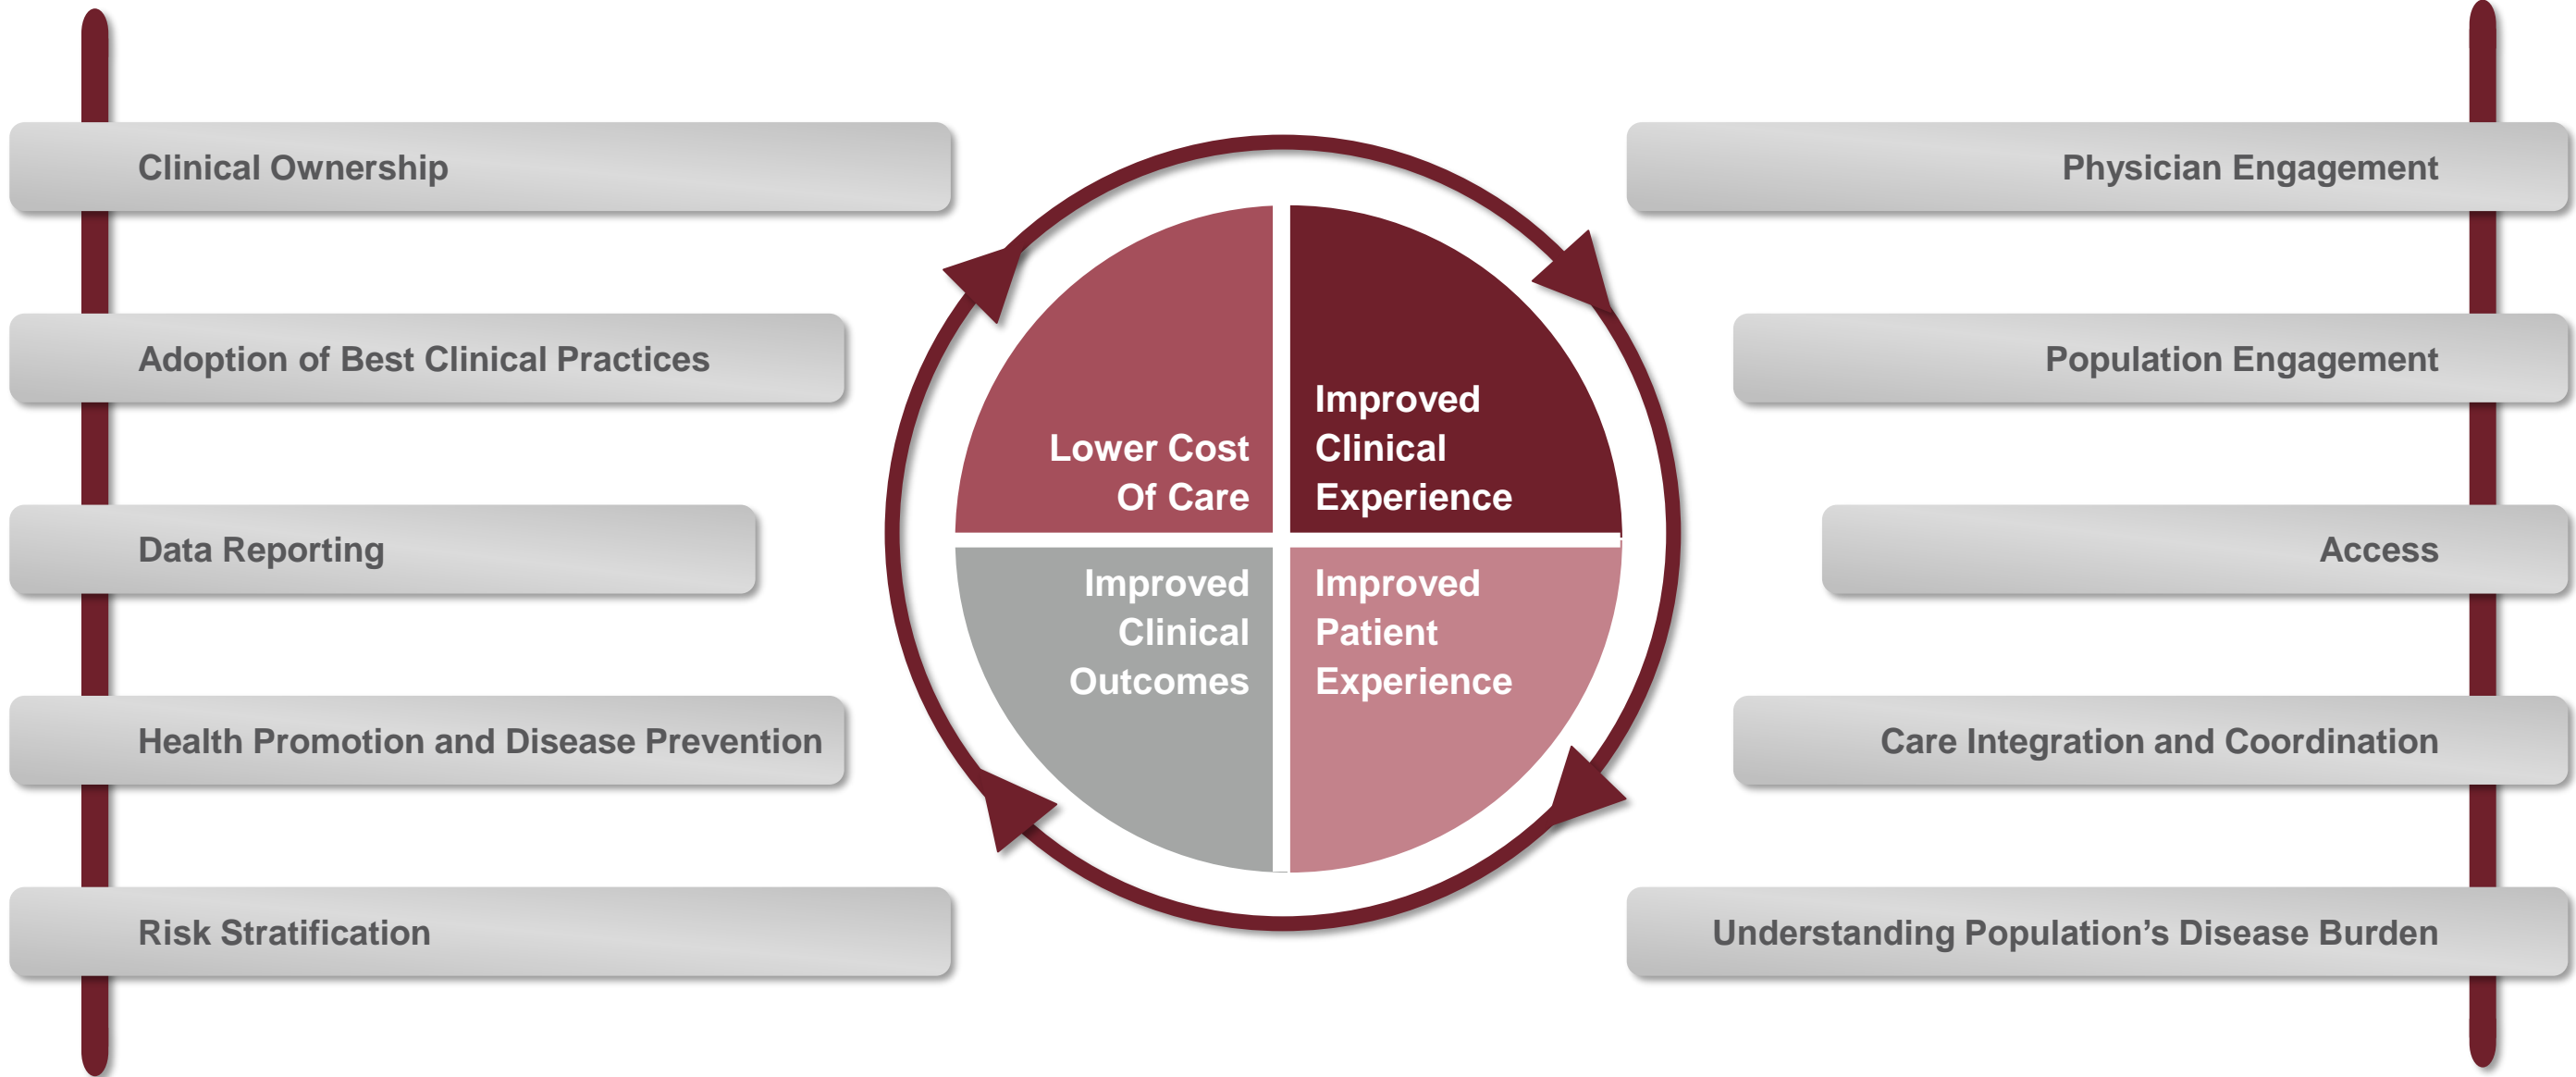 Clinical Ownership
Adoption of Best Clinical Practices
Data Reporting
Health Promotion and Disease Prevention
Risk Stratification
Lower Cost
Of Care
Improved
Clinical
Experience
Improved
Clinical
Outcomes
Improved
Patient
Experience
Physician Engagement
Population Engagement
Access
Care Integration and Coordination
Understanding Population’s Disease Burden